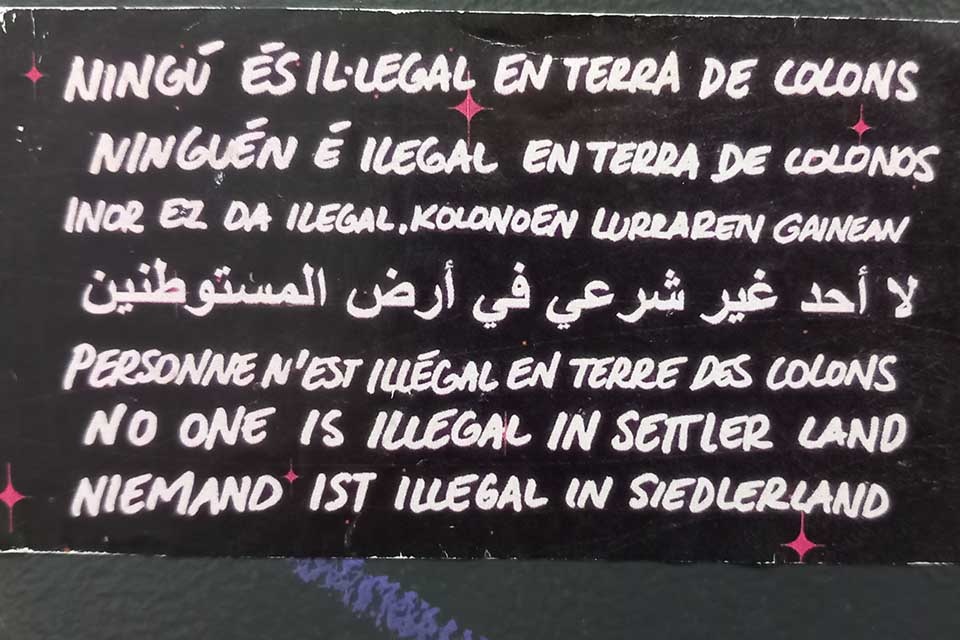 NINGÚ ÉS IL·LEGAL EN TERRA DE COLONS
NINGUÉN É ILEGAL EN TERRA DE COLONOS
INOR EZ DA ILEGAL. KOLONOEN LURRAREN GAINEAN
لا أحد غير شرعي في أرض المستوطنين
PERSONNE N'EST ILLÉGAL EN TERRE DES COLONS
NO ONE IS ILLEGAL IN SETTLER LAND
NIEMAND IST ILLEGAL IN SIEDLERLAND